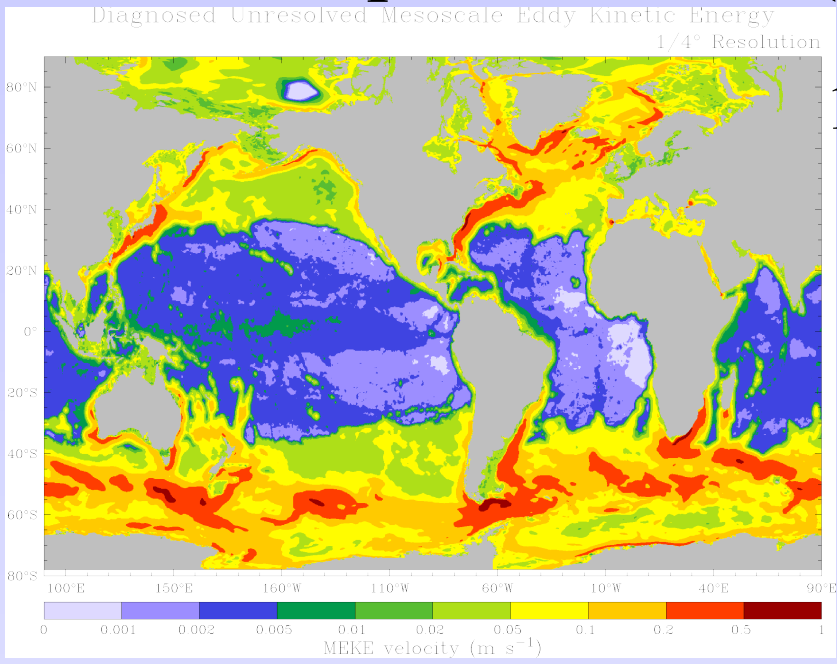 Diagnosed Unresolved Mesoscale Eddy Kinetic Energy
1/4° Resolution
80°N
60°N
40°N
20°N
0°
20°S
40°S
60°S
80°S
100°E 150°E 160°W 110°W 60°W 10°W 40°E 90°E
0 0.001 0.002 0.005 0.01 0.02 0.05 0.1 0.2 0.5 1
MEKE velocity (m s⁻¹)